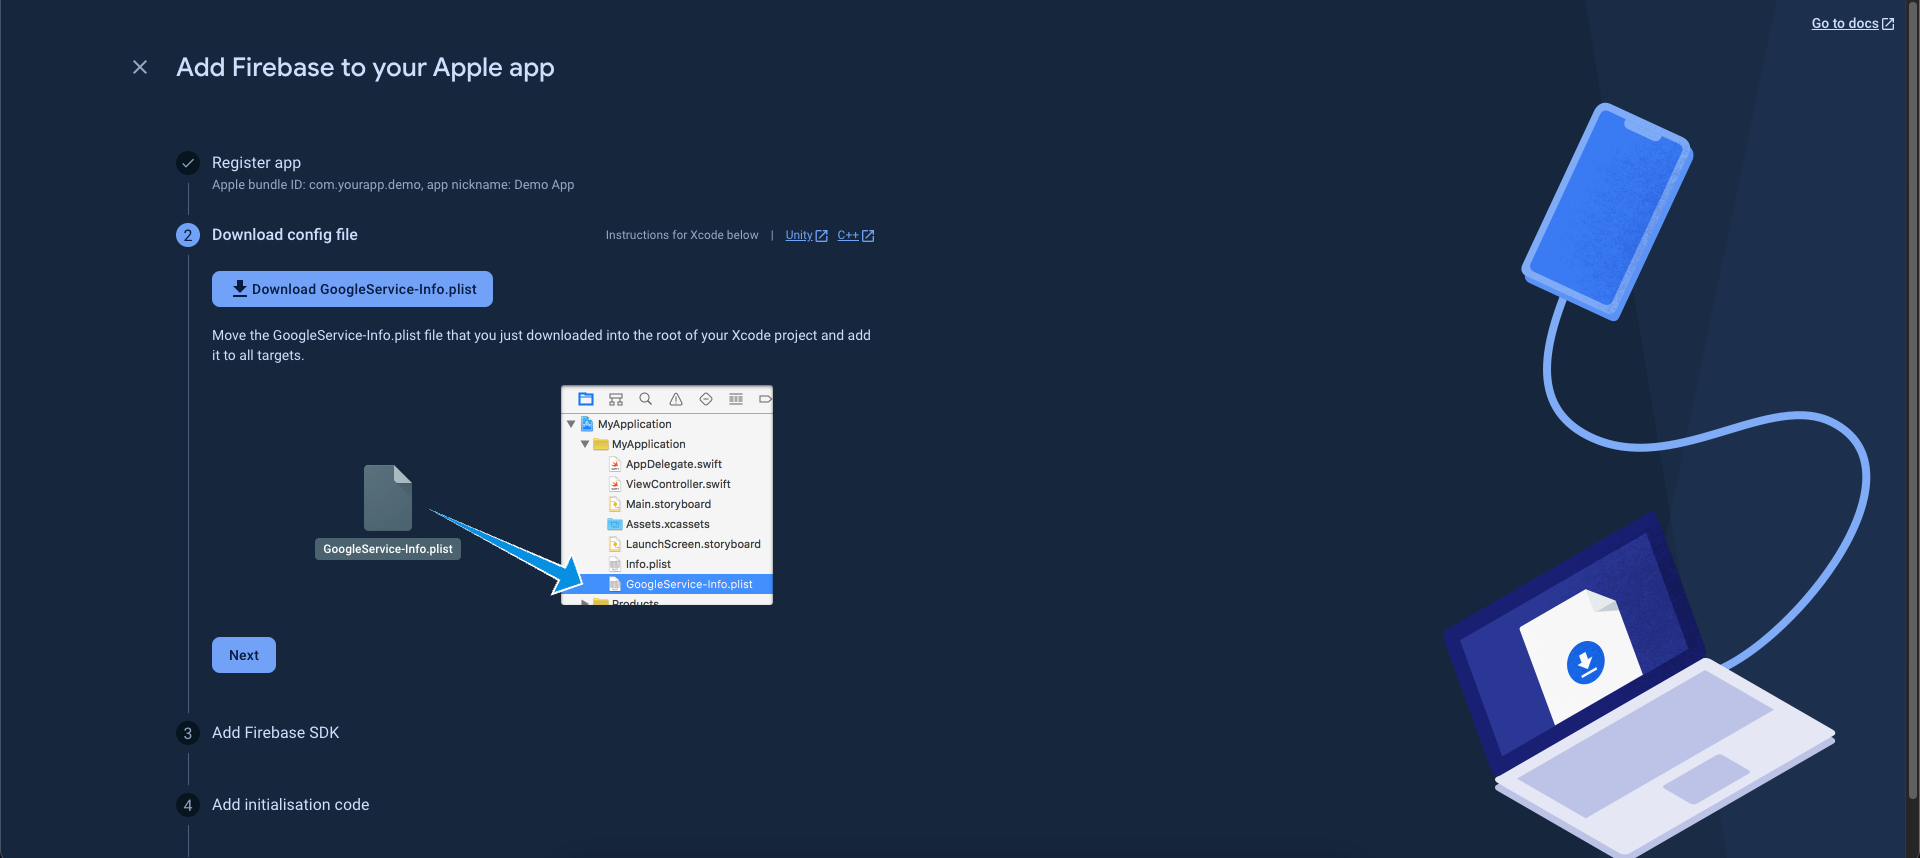 Go to docs
Add Firebase to your Apple app
Register app
Apple bundle ID: com.yourapp.demo, app nickname: Demo App
2 Download config file
Instructions for Xcode below | Unity C++
Download GoogleService-Info.plist
Move the GoogleService-Info.plist file that you just downloaded into the root of your Xcode project and add
it to all targets.
GoogleService-Info.plist
MyApplication
MyApplication
AppDelegate.swift
ViewController.swift
Main.storyboard
Assets.xcassets
LaunchScreen.storyboard
Info.plist
GoogleService-Info.plist
Products
Next
3 Add Firebase SDK
4 Add initialisation code